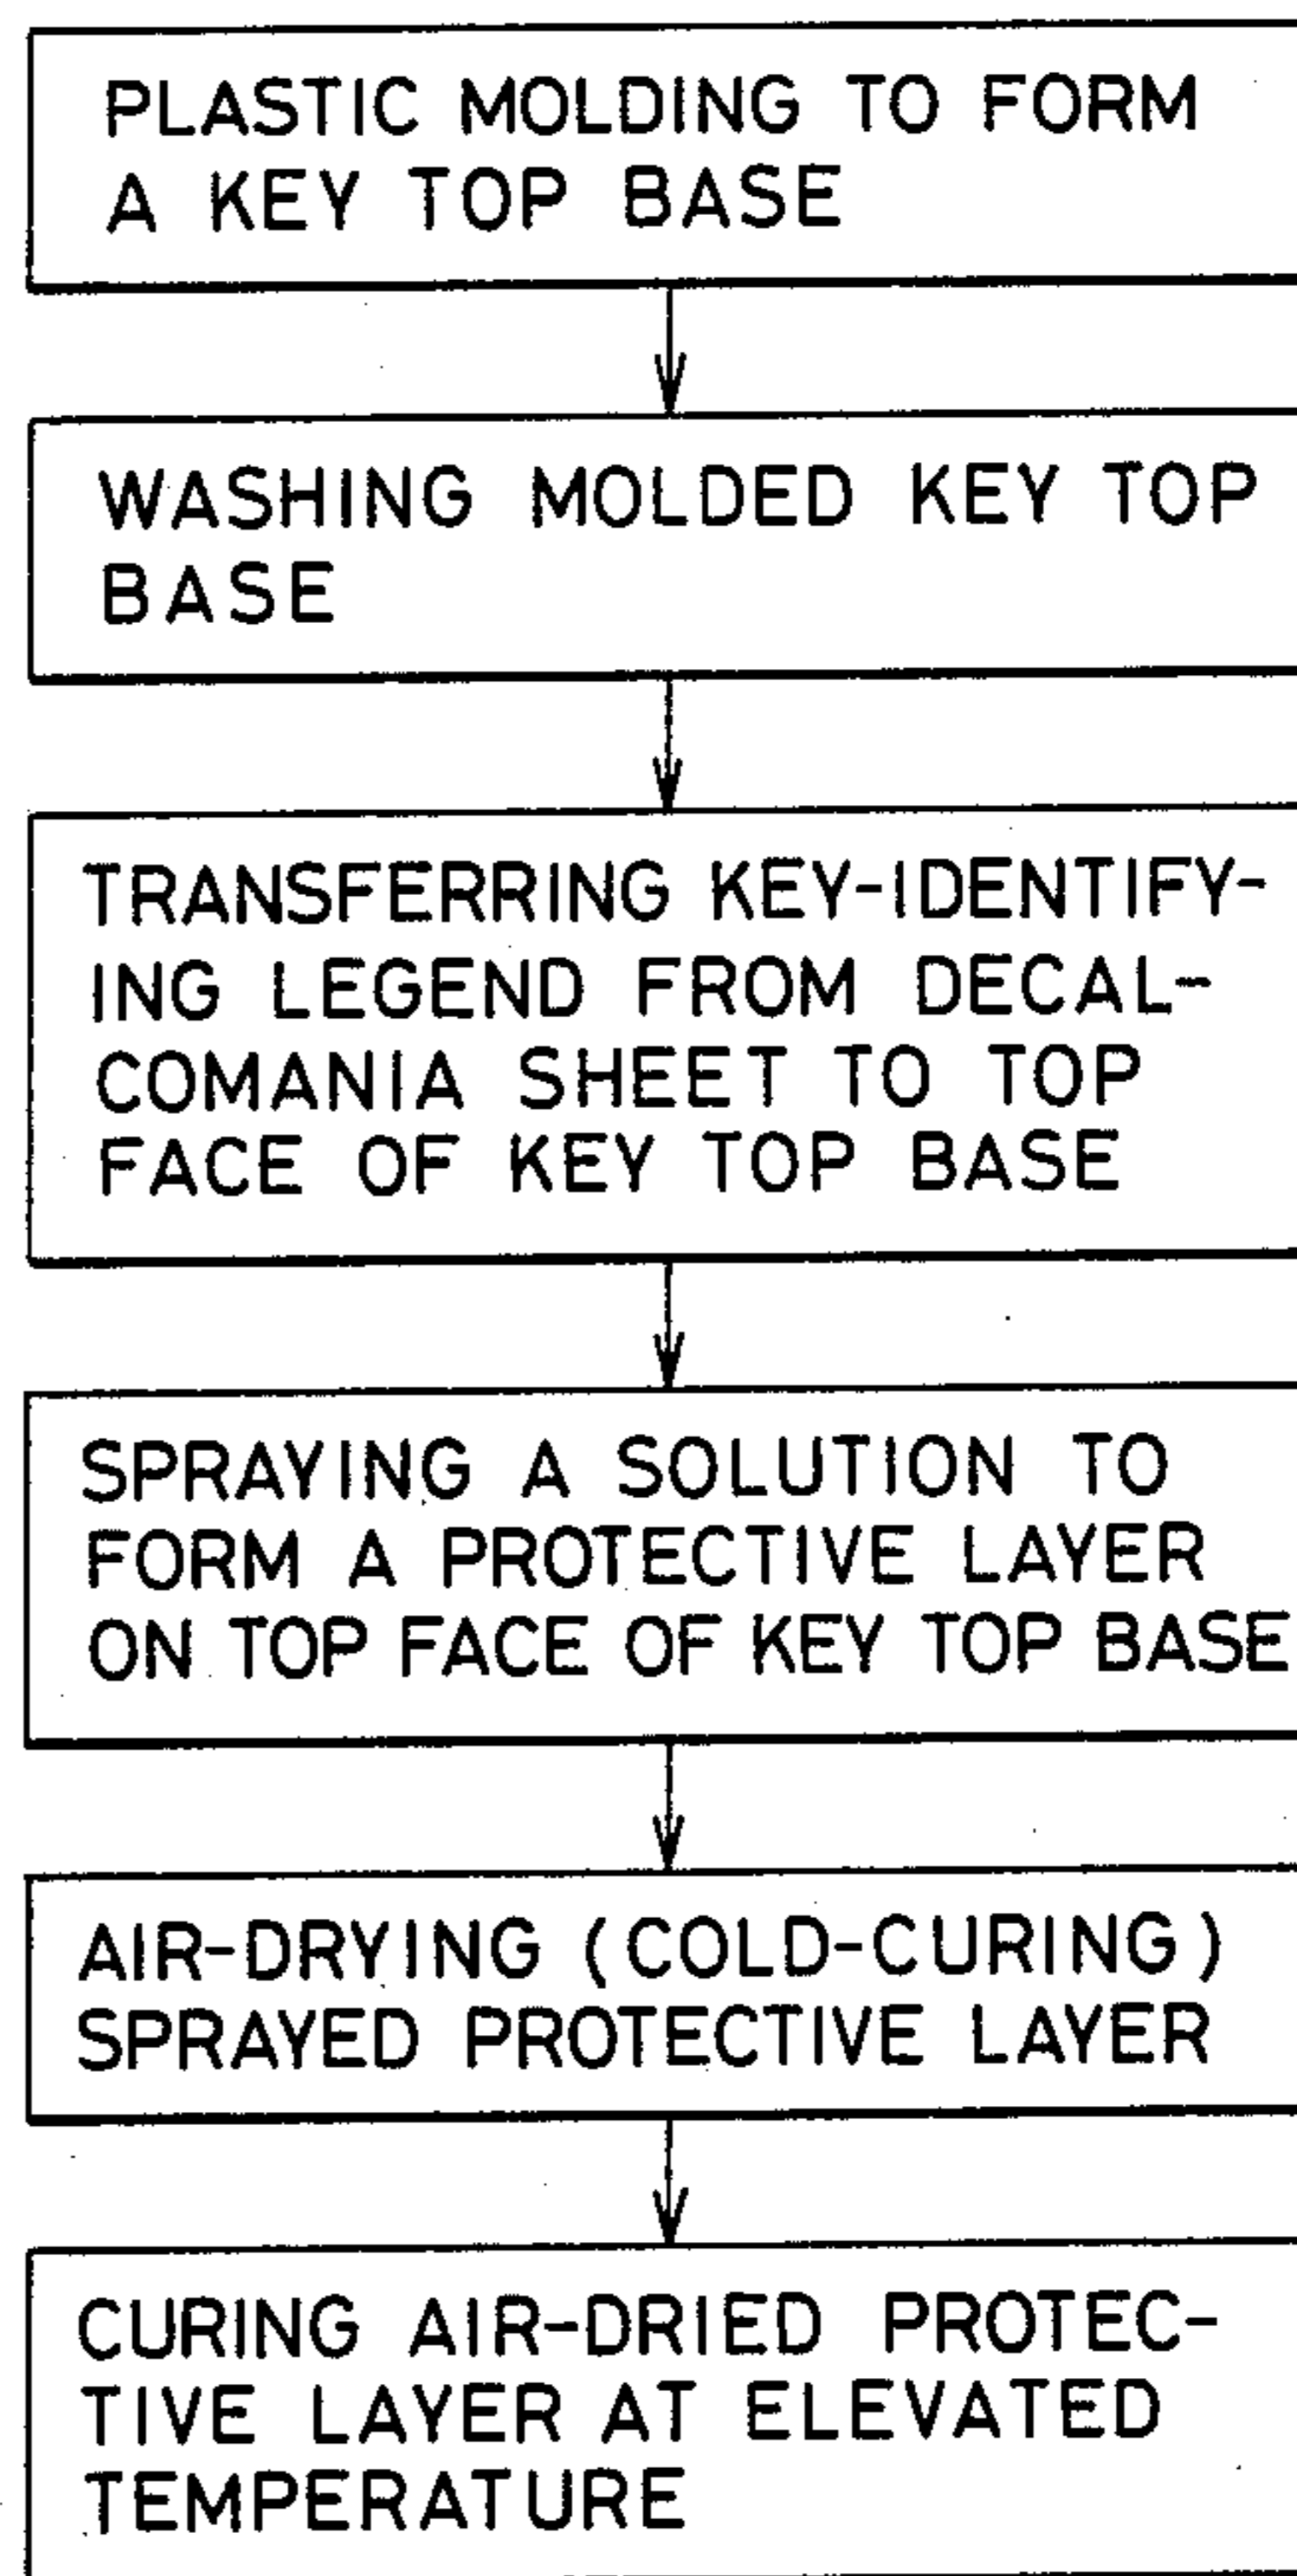 PLASTIC MOLDING TO FORM
A KEY TOP BASE
WASHING MOLDED KEY TOP
BASE
TRANSFERRING KEY-IDENTIFY-
ING LEGEND FROM DECAL-
COMANIA SHEET TO TOP
FACE OF KEY TOP BASE
SPRAYING A SOLUTION TO
FORM A PROTECTIVE LAYER
ON TOP FACE OF KEY TOP BASE
AIR-DRYING (COLD-CURING)
SPRAYED PROTECTIVE LAYER
CURING AIR-DRIED PROTEC-
TIVE LAYER AT ELEVATED
TEMPERATURE